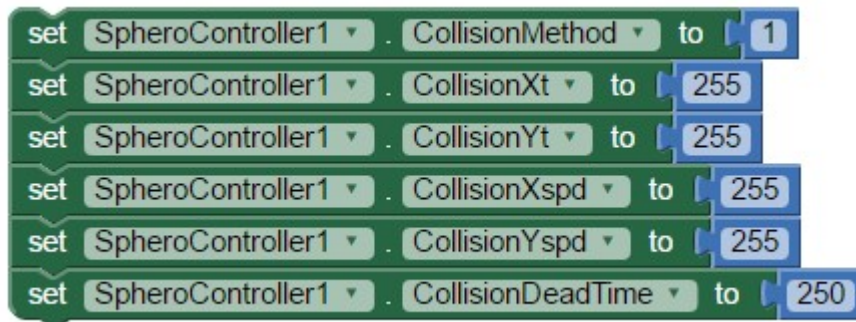 set SpheroController1 . CollisionMethod to 1
set SpheroController1 . CollisionXt to 255
set SpheroController1 . CollisionYt to 255
set SpheroController1 . CollisionXspd to 255
set SpheroController1 . CollisionYspd to 255
set SpheroController1 . CollisionDeadTime to 250